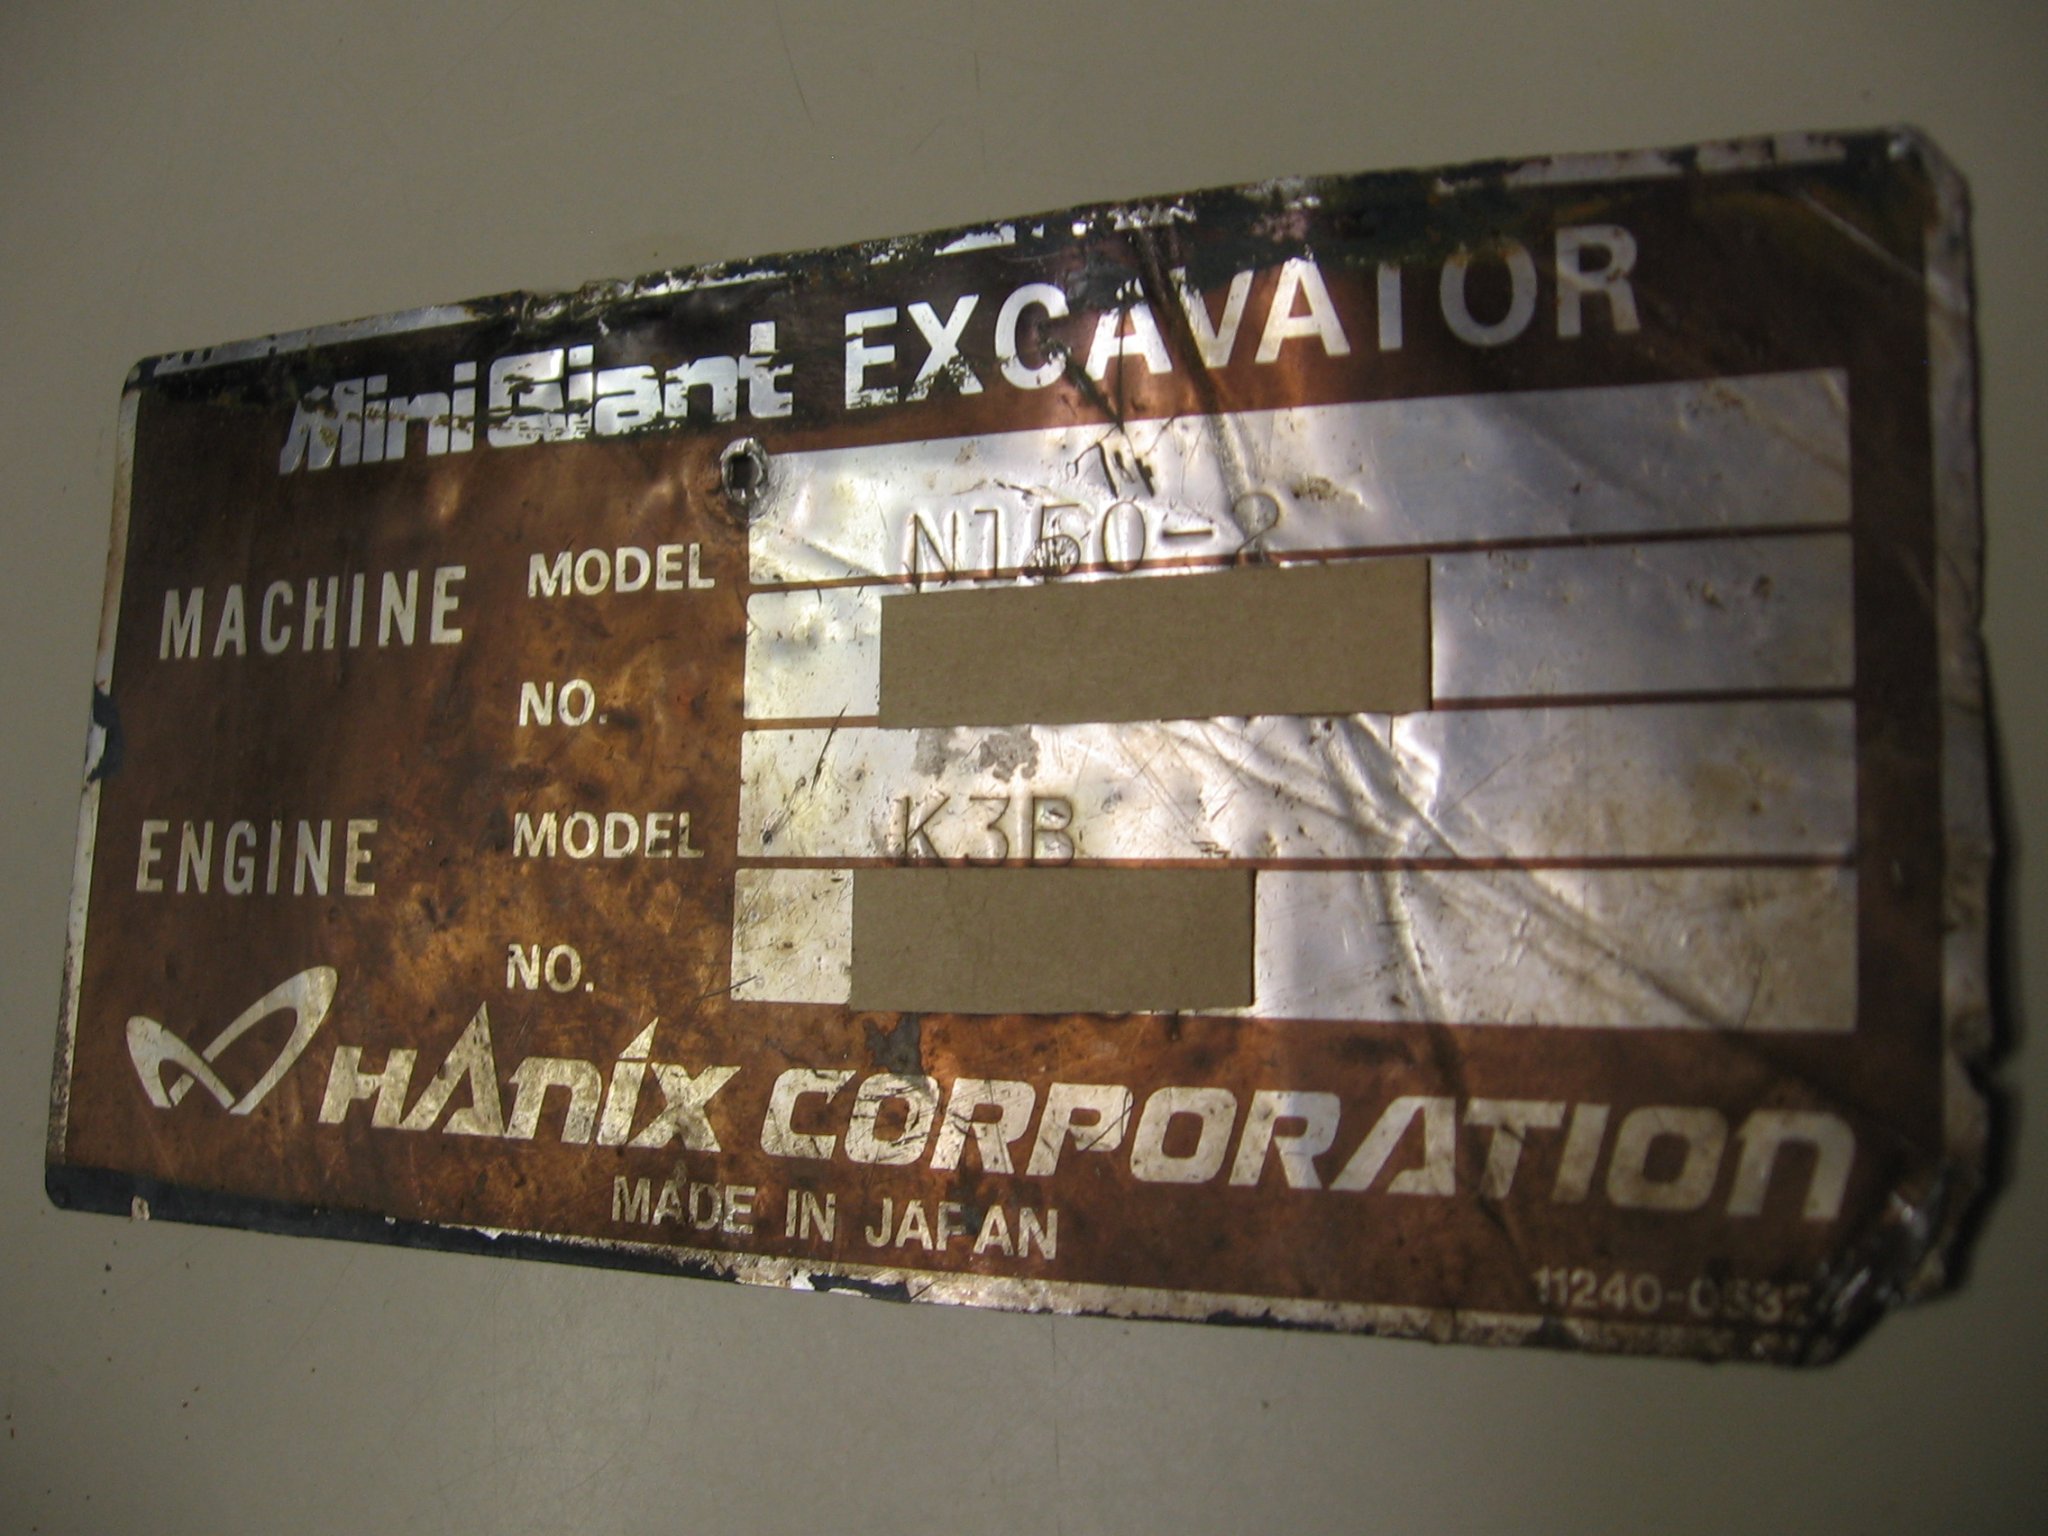 MiniGiant EXCAVATOR
MACHINE MODEL N150-2
NO.
ENGINE MODEL K3B
NO.
HANIX CORPORATION
MADE IN JAPAN